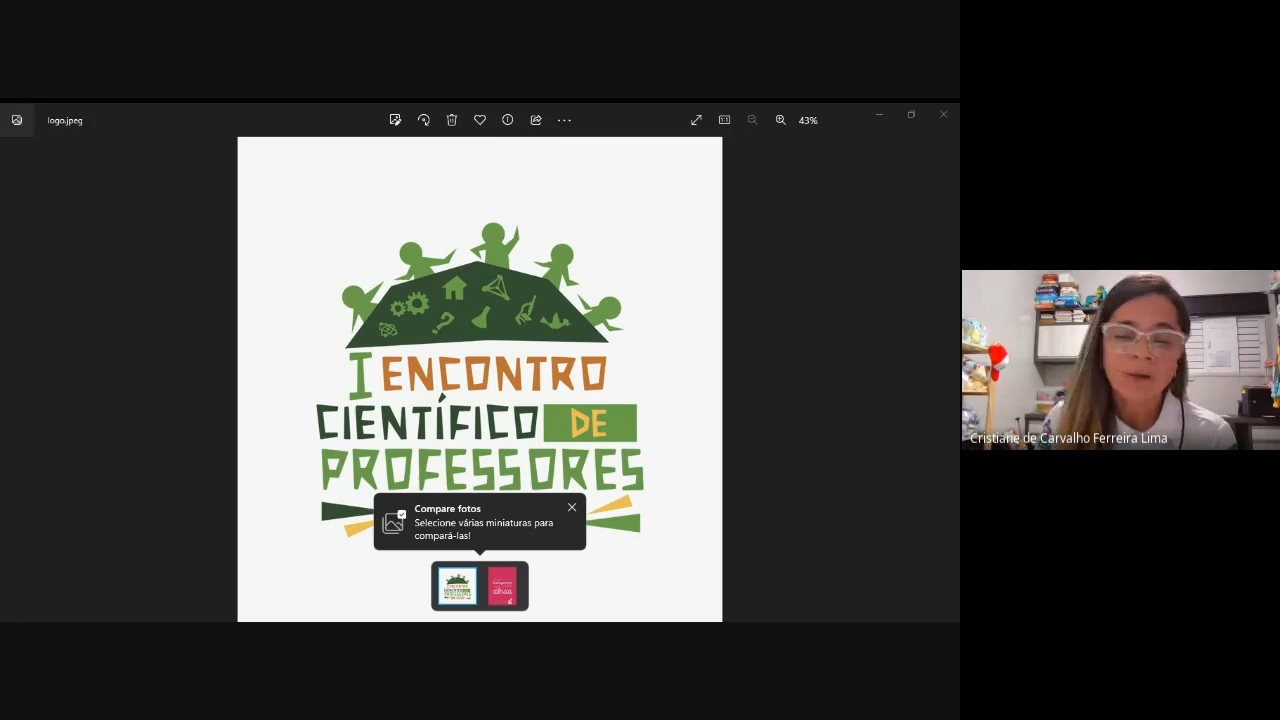 logo.jpeg
43%
I ENCONTRO
CIENTÍFICO DE
PROFESSORES
Compare fotos
Selecione várias miniaturas para
compará-las!
Cristiane de Carvalho Ferreira Lima